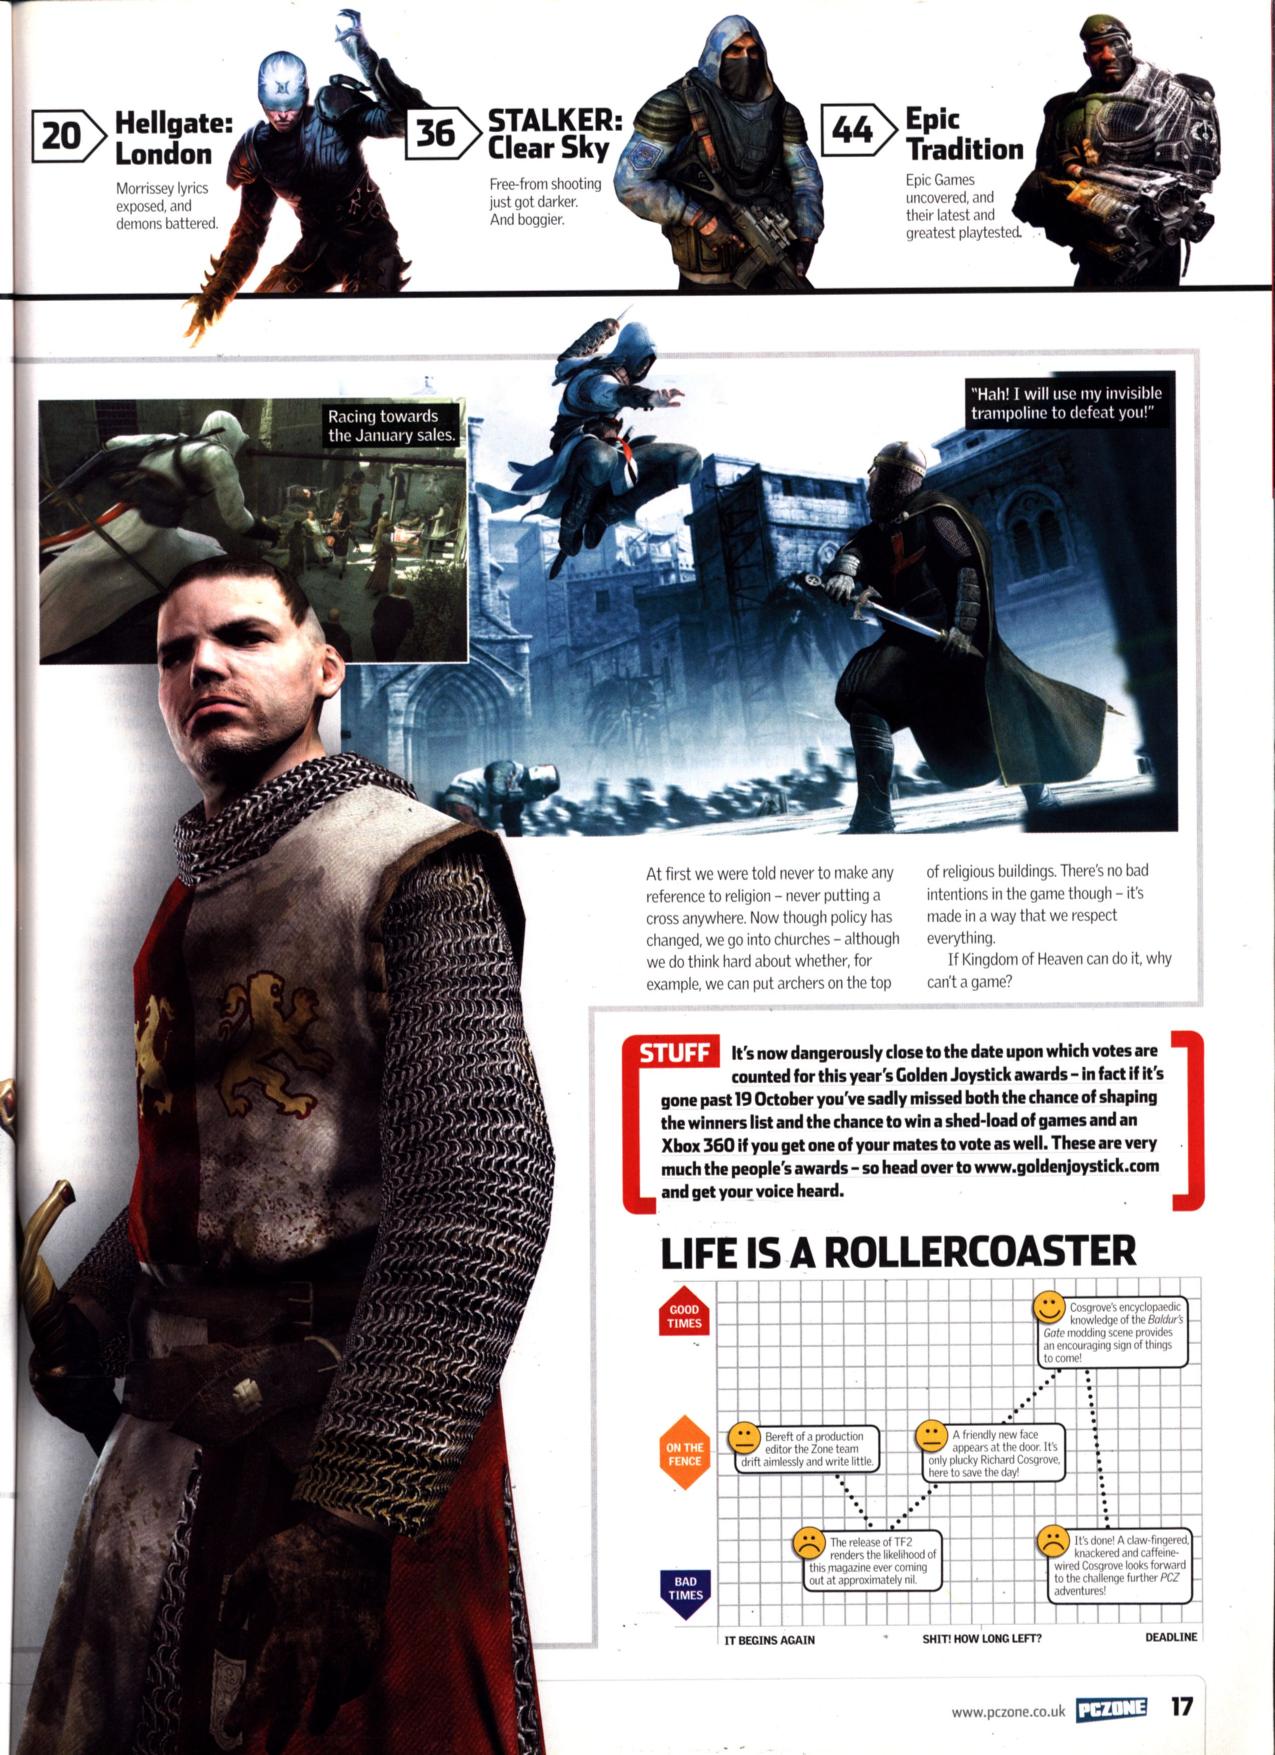 20
Hellgate:
London
Morrissey lyrics
exposed, and
demons battered.
36
STALKER:
Clear Sky
Free-from shooting
just got darker.
And boggier.
44
Epic
Tradition
Epic Games
uncovered, and
their latest and
greatest playtested.
Racing towards
the January sales.
"Hah! I will use my invisible
trampoline to defeat you!"
At first we were told never to make any
reference to religion – never putting a
cross anywhere. Now though policy has
changed, we go into churches – although
we do think hard about whether, for
example, we can put archers on the top
of religious buildings. There's no bad
intentions in the game though – it's
made in a way that we respect
everything.
If Kingdom of Heaven can do it, why
can't a game?
STUFF It's now dangerously close to the date upon which votes are
counted for this year's Golden Joystick awards – in fact if it's
gone past 19 October you've sadly missed both the chance of shaping
the winners list and the chance to win a shed-load of games and an
Xbox 360 if you get one of your mates to vote as well. These are very
much the people's awards – so head over to www.goldenjoystick.com
and get your voice heard.
LIFE IS A ROLLERCOASTER
GOOD
TIMES
Cosgrove's encyclopaedic
knowledge of the Baldur's
Gate modding scene provides
an encouraging sign of things
to come!
ON THE
FENCE
Bereft of a production
editor the Zone team
drift aimlessly and write little.
A friendly new face
appears at the door. It's
only plucky Richard Cosgrove,
here to save the day!
BAD
TIMES
The release of TF2
renders the likelihood of
this magazine ever coming
out at approximately nil.
It's done! A claw-fingered,
knackered and caffeine-
wired Cosgrove looks forward
to the challenge further PCZ
adventures!
IT BEGINS AGAIN
SHIT! HOW LONG LEFT?
DEADLINE
www.pczone.co.uk PCZONE 17